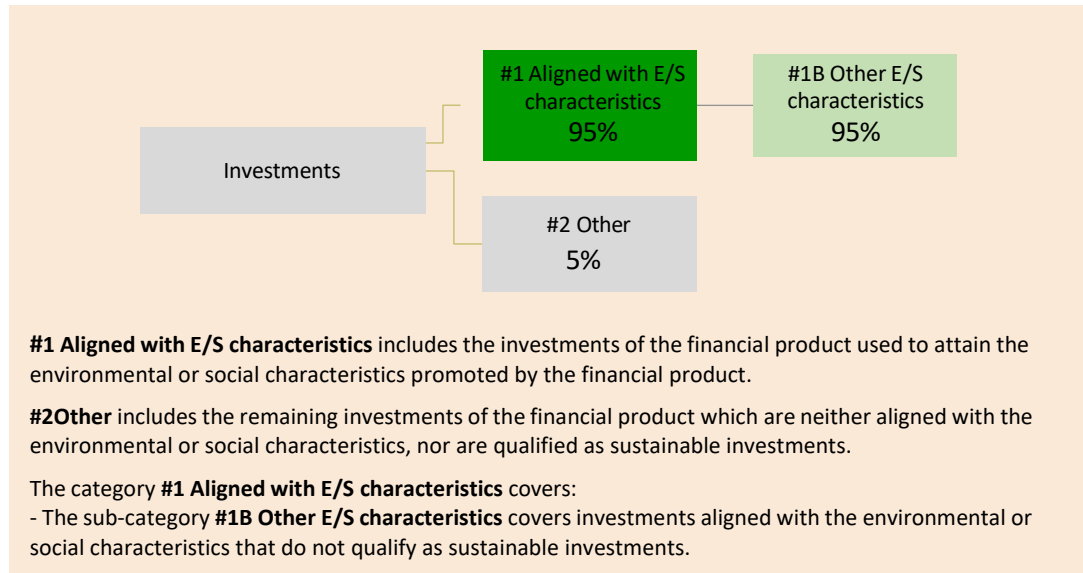 #1 Aligned with E/S
characteristics
95%
#1B Other E/S
characteristics
95%
Investments
#2 Other
5%
#1 Aligned with E/S characteristics includes the investments of the financial product used to attain the
environmental or social characteristics promoted by the financial product.
#2Other includes the remaining investments of the financial product which are neither aligned with the
environmental or social characteristics, nor are qualified as sustainable investments.
The category #1 Aligned with E/S characteristics covers:
- The sub-category #1B Other E/S characteristics covers investments aligned with the environmental or
social characteristics that do not qualify as sustainable investments.